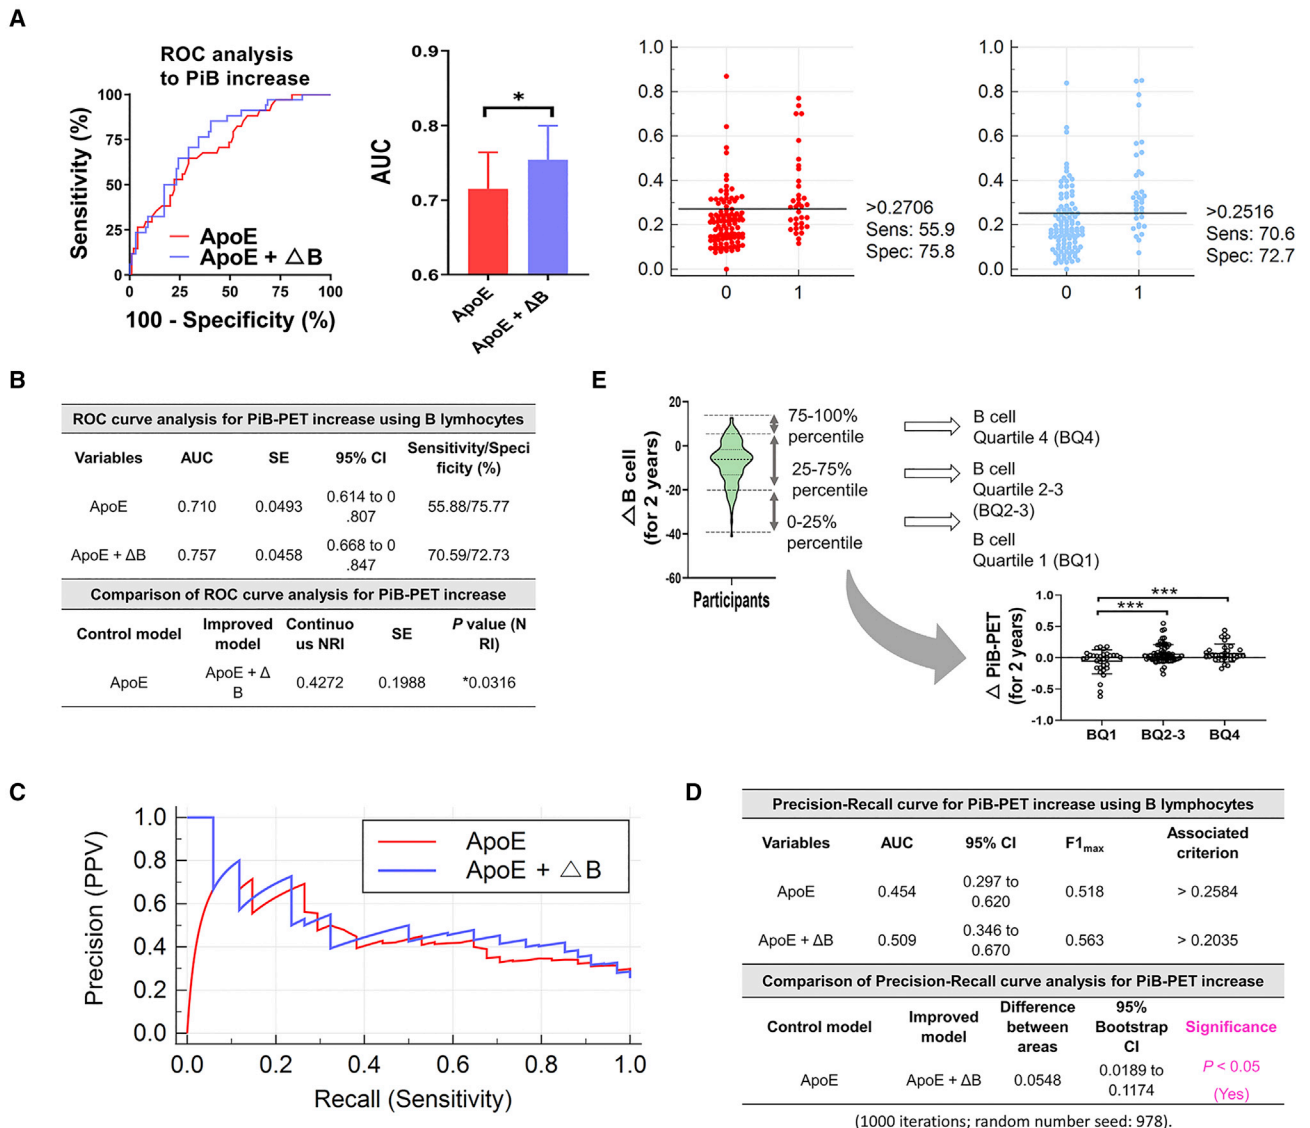 A
ROC analysis
to PiB increase
Sensitivity (%)
100
75
50
25
0
0 25 50 75 100
100 - Specificity (%)
ApoE
ApoE + △B
AUC
0.9
0.8
0.7
0.6
*
ApoE
ApoE + ΔB
1.0
0.8
0.6
0.4
0.2
0.0
0 1
>0.2706
Sens: 55.9
Spec: 75.8
1.0
0.8
0.6
0.4
0.2
0.0
0 1
>0.2516
Sens: 70.6
Spec: 72.7
B
ROC curve analysis for PiB-PET increase using B lymphocytes
Variables AUC SE 95% CI Sensitivity/Speci
ficity (%)
ApoE 0.710 0.0493 0.614 to 0
.807 55.88/75.77
ApoE + ΔB 0.757 0.0458 0.668 to 0
.847 70.59/72.73
Comparison of ROC curve analysis for PiB-PET increase
Control model Improved
model Continuo
us NRI SE P value (N
RI)
ApoE ApoE + Δ
B 0.4272 0.1988 *0.0316
E
△B cell
(for 2 years)
20
0
-20
-40
-60
Participants
75-100%
percentile
25-75%
percentile
0-25%
percentile
B cell
Quartile 4 (BQ4)
B cell
Quartile 2-3
(BQ2-3)
B cell
Quartile 1 (BQ1)
△ PiB-PET
(for 2 years)
1.0
0.5
0.0
-0.5
-1.0
***
***
BQ1 BQ2-3 BQ4
C
Precision (PPV)
1.0
0.8
0.6
0.4
0.2
0.0
0.0 0.2 0.4 0.6 0.8 1.0
Recall (Sensitivity)
ApoE
ApoE + △B
D
Precision-Recall curve for PiB-PET increase using B lymphocytes
Variables AUC 95% CI F1max Associated
criterion
ApoE 0.454 0.297 to
0.620 0.518 > 0.2584
ApoE + ΔB 0.509 0.346 to
0.670 0.563 > 0.2035
Comparison of Precision-Recall curve analysis for PiB-PET increase
Control model Improved
model Difference
between
areas 95%
Bootstrap
CI Significance
ApoE ApoE + ΔB 0.0548 0.0189 to
0.1174 P < 0.05
(Yes)
(1000 iterations; random number seed: 978).